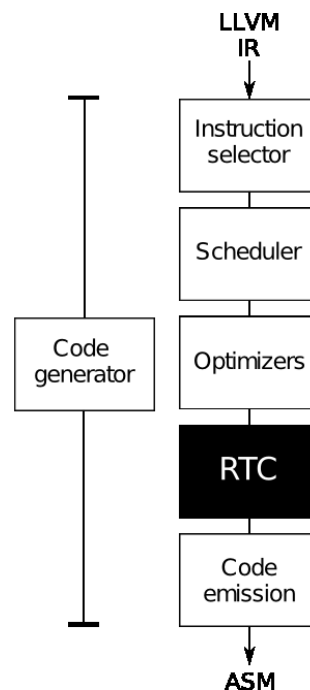 LLVM
IR
Instruction
selector
Scheduler
Code
generator
Optimizers
RTC
Code
emission
ASM